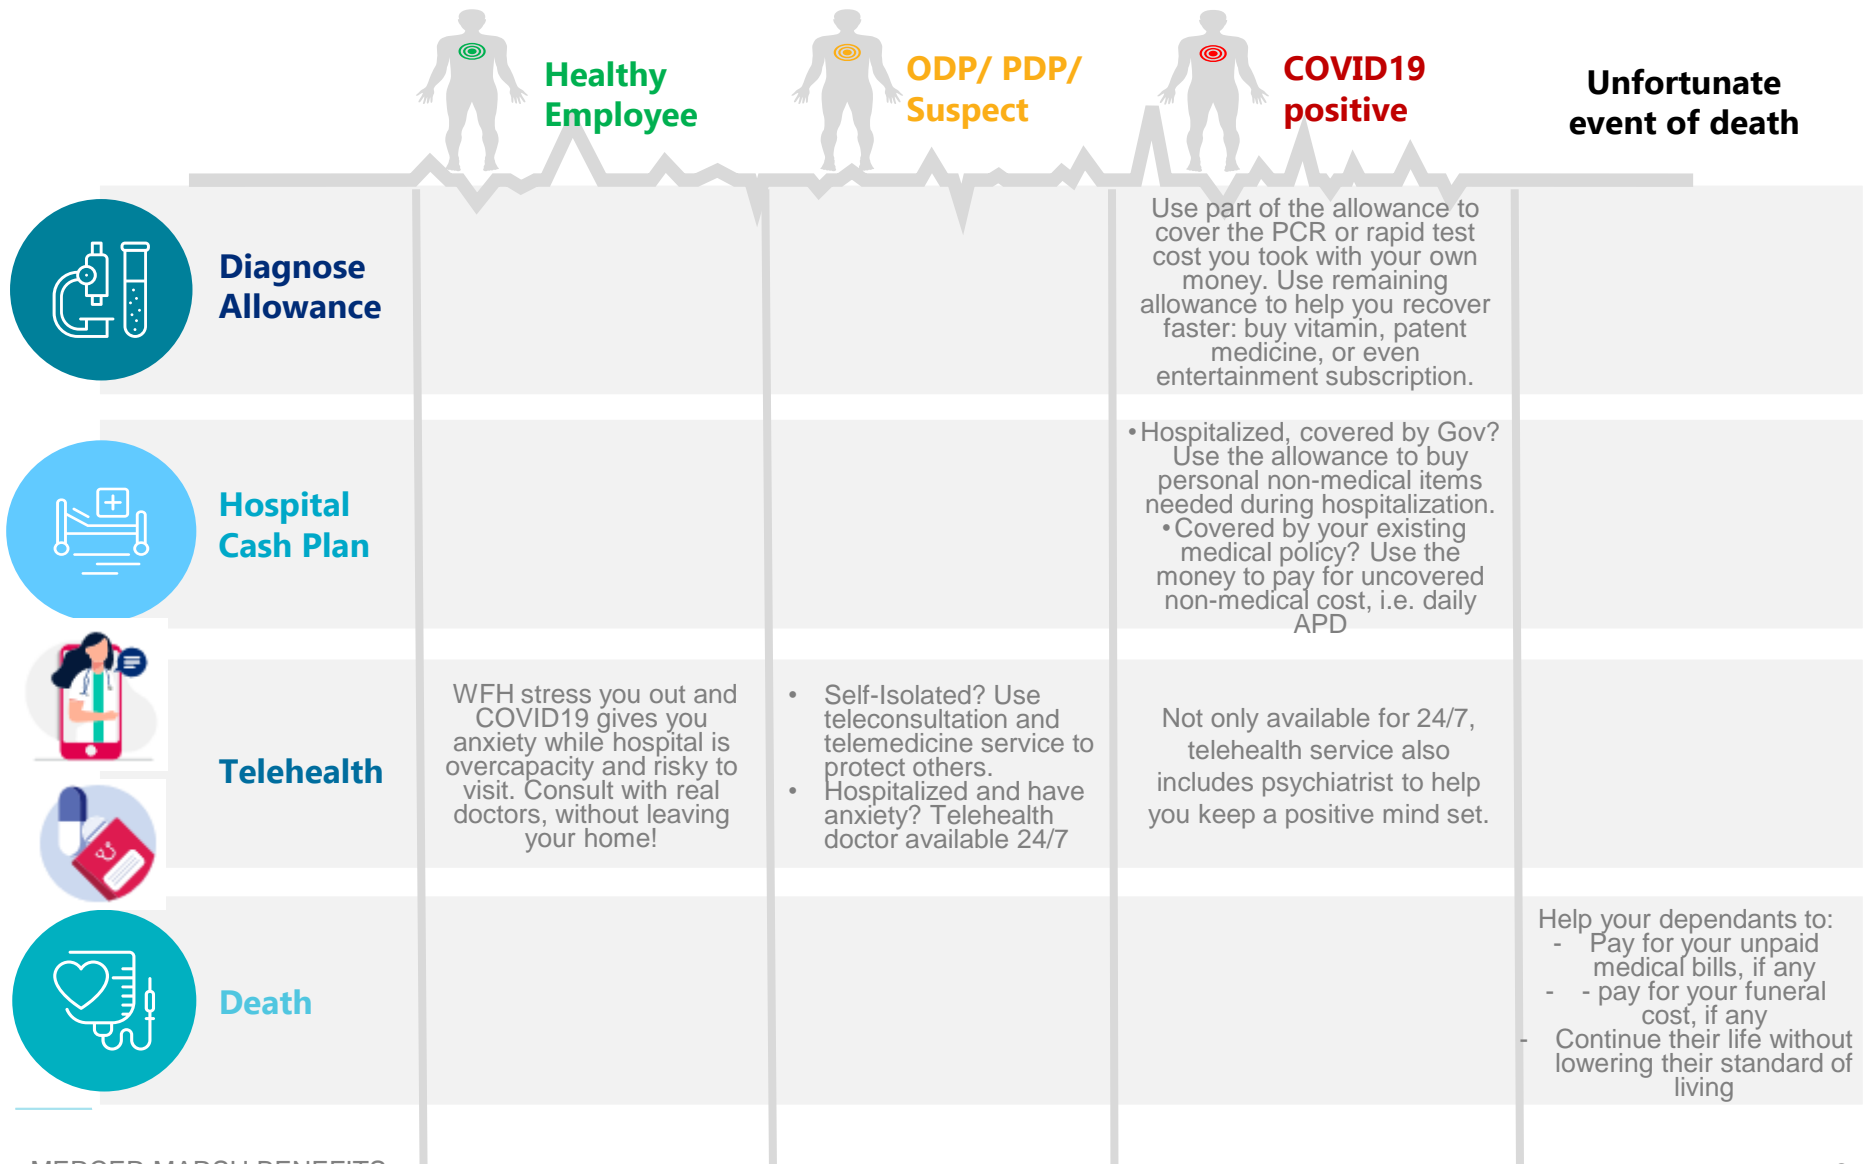 Healthy
Employee
ODP/ PDP/
Suspect
COVID19
positive
Unfortunate
event of death
Diagnose
Allowance
Use part of the allowance to
cover the PCR or rapid test
cost you took with your own
money. Use remaining
allowance to help you recover
faster: buy vitamin, patent
medicine, or even
entertainment subscription.
Hospital
Cash Plan
•Hospitalized, covered by Gov?
Use the allowance to buy
personal non-medical items
needed during hospitalization.
•Covered by your existing
medical policy? Use the
money to pay for uncovered
non-medical cost, i.e. daily
APD
Telehealth
WFH stress you out and
COVID19 gives you
anxiety while hospital is
overcapacity and risky to
visit. Consult with real
doctors, without leaving
your home!
• Self-Isolated? Use
teleconsultation and
telemedicine service to
protect others.
• Hospitalized and have
anxiety? Telehealth
doctor available 24/7
Not only available for 24/7,
telehealth service also
includes psychiatrist to help
you keep a positive mind set.
Death
Help your dependants to:
- Pay for your unpaid
medical bills, if any
- - pay for your funeral
cost, if any
- Continue their life without
lowering their standard of
living
MERCER MARSH BENEFITS